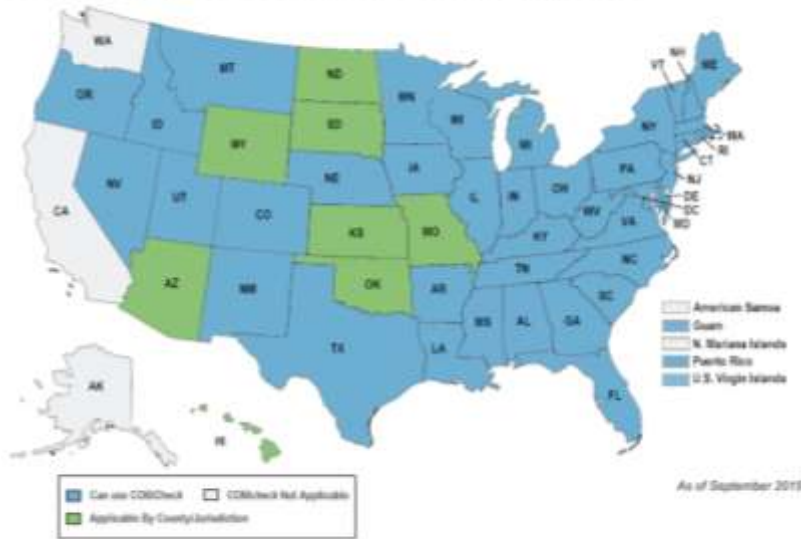 WA
MT
ND
MN
VT
NH
ME
OR
ID
WY
SD
WI
MI
NY
MA
RI
CT
NV
UT
CO
NE
IA
IL
IN
OH
PA
NJ
DE
DC
MD
CA
KS
MO
KY
WV
VA
AZ
NM
OK
AR
TN
NC
SC
TX
LA
MS
AL
GA
FL
AK
HI
American Samoa
Guam
N. Mariana Islands
Puerto Rico
U.S. Virgin Islands
Can use COMcheck
COMcheck Not Applicable
Applicable By County/Jurisdiction
As of September 2015